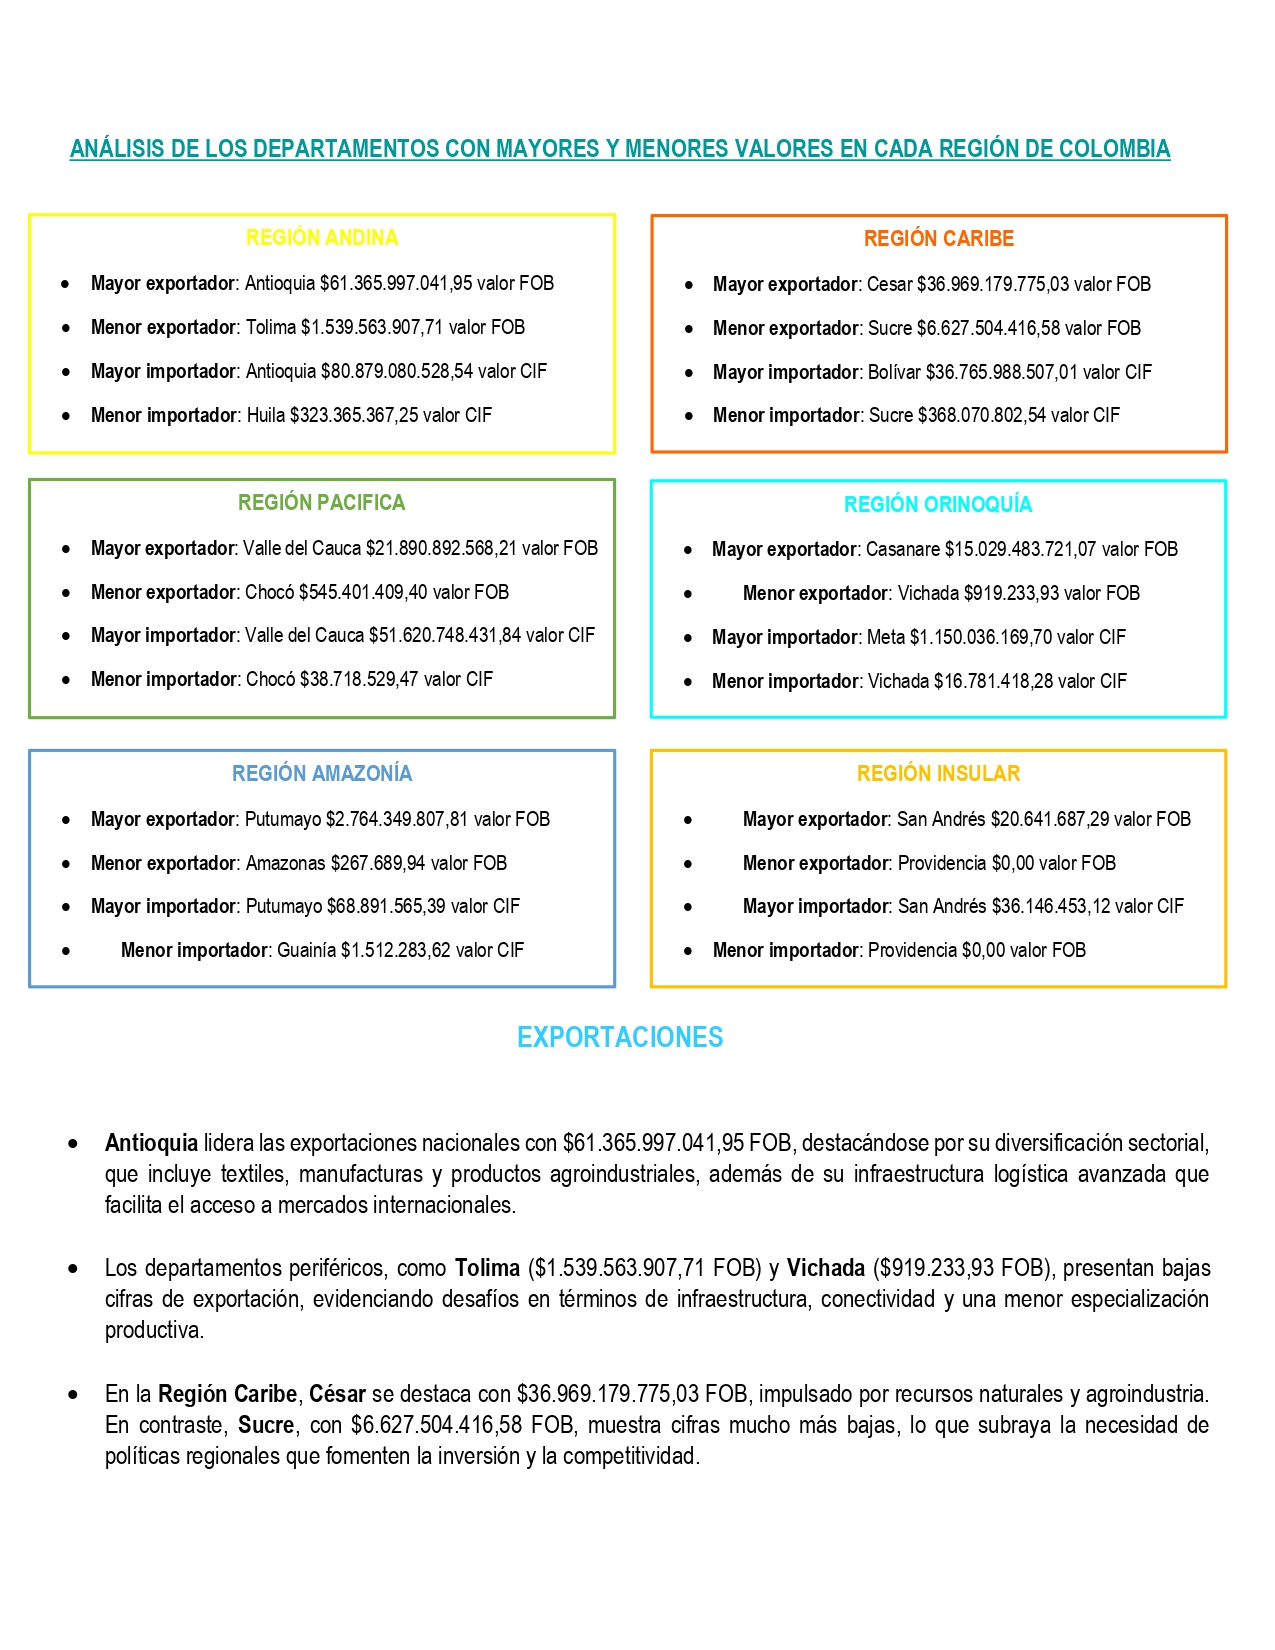 ANÁLISIS DE LOS DEPARTAMENTOS CON MAYORES Y MENORES VALORES EN CADA REGIÓN DE COLOMBIA
REGIÓN ANDINA
• Mayor exportador: Antioquia $61.365.997.041,95 valor FOB
• Menor exportador: Tolima $1.539.563.907,71 valor FOB
• Mayor importador: Antioquia $80.879.080.528,54 valor CIF
• Menor importador: Huila $323.365.367,25 valor CIF
REGIÓN CARIBE
• Mayor exportador: Cesar $36.969.179.775,03 valor FOB
• Menor exportador: Sucre $6.627.504.416,58 valor FOB
• Mayor importador: Bolívar $36.765.988.507,01 valor CIF
• Menor importador: Sucre $368.070.802,54 valor CIF
REGIÓN PACIFICA
• Mayor exportador: Valle del Cauca $21.890.892.568,21 valor FOB
• Menor exportador: Chocó $545.401.409,40 valor FOB
• Mayor importador: Valle del Cauca $51.620.748.431,84 valor CIF
• Menor importador: Chocó $38.718.529,47 valor CIF
REGIÓN ORINOQUÍA
• Mayor exportador: Casanare $15.029.483.721,07 valor FOB
• Menor exportador: Vichada $919.233,93 valor FOB
• Mayor importador: Meta $1.150.036.169,70 valor CIF
• Menor importador: Vichada $16.781.418,28 valor CIF
REGIÓN AMAZONÍA
• Mayor exportador: Putumayo $2.764.349.807,81 valor FOB
• Menor exportador: Amazonas $267.689,94 valor FOB
• Mayor importador: Putumayo $68.891.565,39 valor CIF
• Menor importador: Guainía $1.512.283,62 valor CIF
REGIÓN INSULAR
• Mayor exportador: San Andrés $20.641.687,29 valor FOB
• Menor exportador: Providencia $0,00 valor FOB
• Mayor importador: San Andrés $36.146.453,12 valor CIF
• Menor importador: Providencia $0,00 valor FOB
EXPORTACIONES
• Antioquia lidera las exportaciones nacionales con $61.365.997.041,95 FOB, destacándose por su diversificación sectorial,
que incluye textiles, manufacturas y productos agroindustriales, además de su infraestructura logística avanzada que
facilita el acceso a mercados internacionales.
• Los departamentos periféricos, como Tolima ($1.539.563.907,71 FOB) y Vichada ($919.233,93 FOB), presentan bajas
cifras de exportación, evidenciando desafíos en términos de infraestructura, conectividad y una menor especialización
productiva.
• En la Región Caribe, César se destaca con $36.969.179.775,03 FOB, impulsado por recursos naturales y agroindustria.
En contraste, Sucre, con $6.627.504.416,58 FOB, muestra cifras mucho más bajas, lo que subraya la necesidad de
políticas regionales que fomenten la inversión y la competitividad.